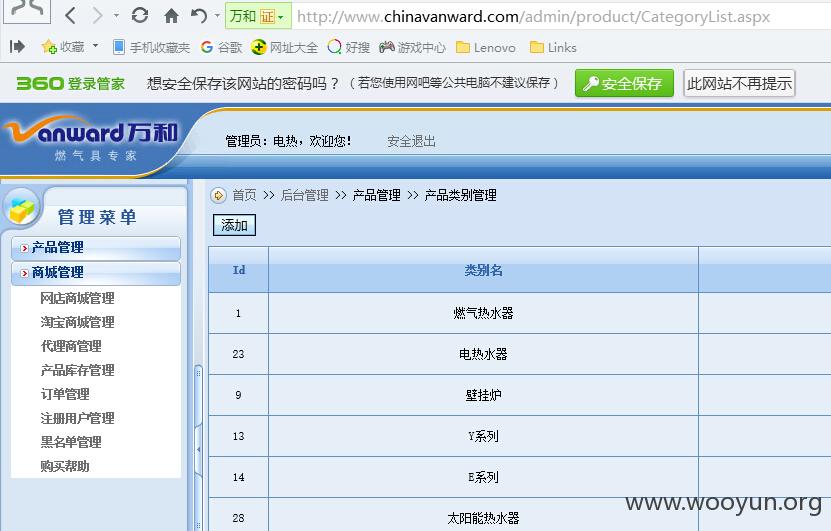 万和 证 http://www.chinavanward.com/admin/product/CategoryList.aspx
收藏 手机收藏夹 谷歌 网址大全 好搜 游戏中心 Lenovo Links
360登录管家 想安全保存该网站的密码吗？（若您使用网吧等公共电脑不建议保存） 安全保存 此网站不再提示
Vanward万和
燃气具专家
管理员：电热，欢迎您！ 安全退出
首页 >> 后台管理 >> 产品管理 >> 产品类别管理
添加
管理菜单
产品管理
商城管理
网店商城管理
淘宝商城管理
代理商管理
产品库存管理
订单管理
注册用户管理
黑名单管理
购买帮助
Id 类别名
1 燃气热水器
23 电热水器
9 壁挂炉
13 Y系列
14 E系列
28 太阳能热水器
www.wooyun.org